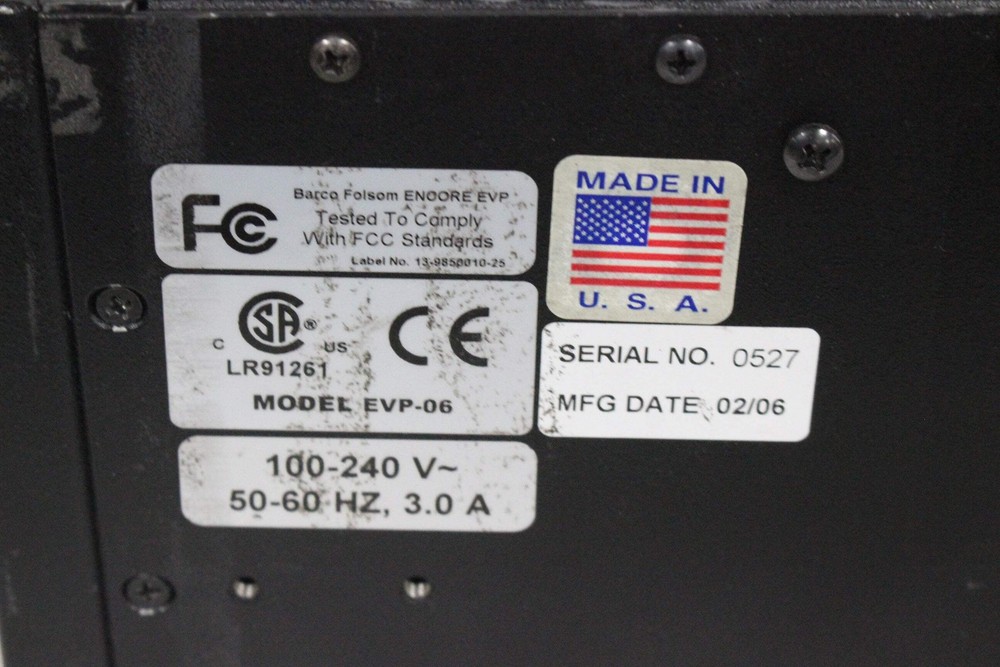 FC
Barco Folsom ENCORE EVP
Tested To Comply
With FCC Standards
Label No. 13-9850010-25
MADE IN
U. S. A.
CSA®
C US
LR91261
CE
MODEL EVP-06
SERIAL NO. 0527
MFG DATE 02/06
100-240 V~
50-60 HZ, 3.0 A